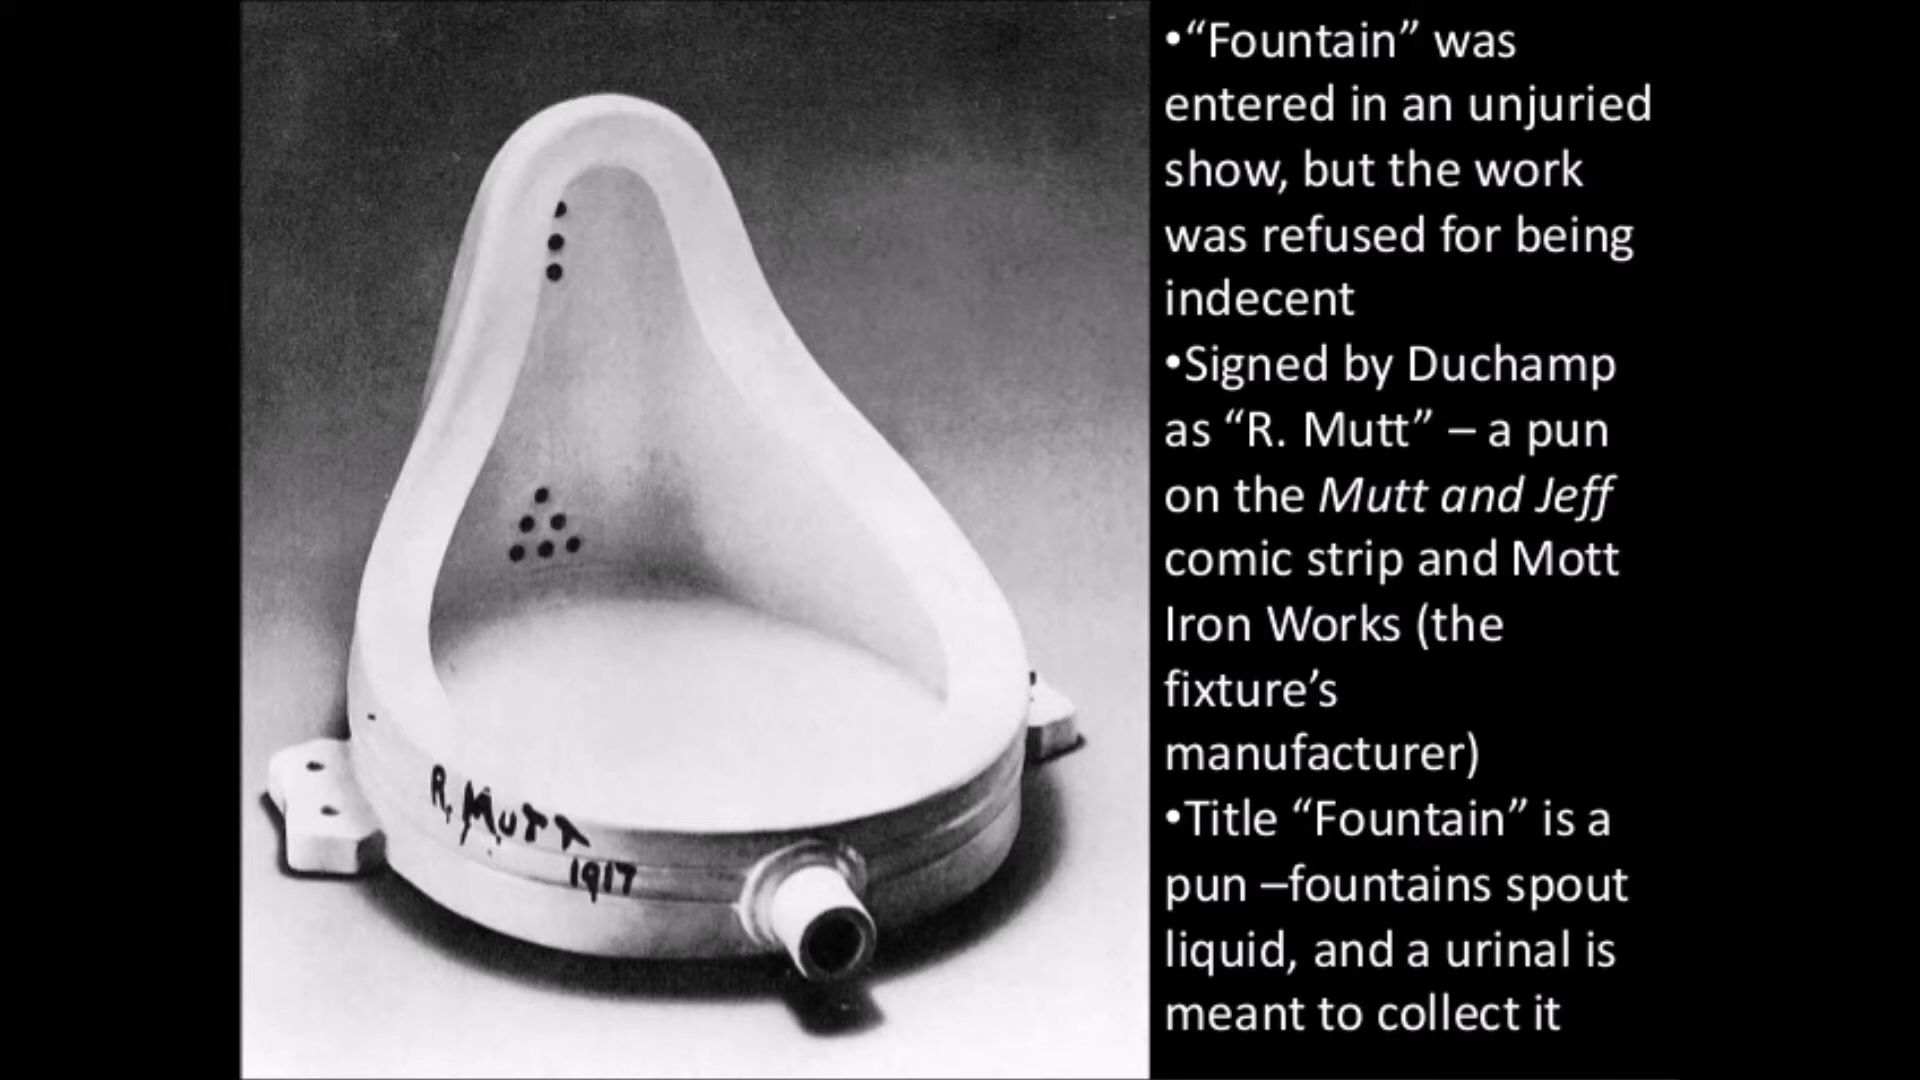 •“Fountain” was
entered in an unjuried
show, but the work
was refused for being
indecent
•Signed by Duchamp
as “R. Mutt” – a pun
on the Mutt and Jeff
comic strip and Mott
Iron Works (the
fixture’s
manufacturer)
•Title “Fountain” is a
pun –fountains spout
liquid, and a urinal is
meant to collect it
R. MUTT
1917